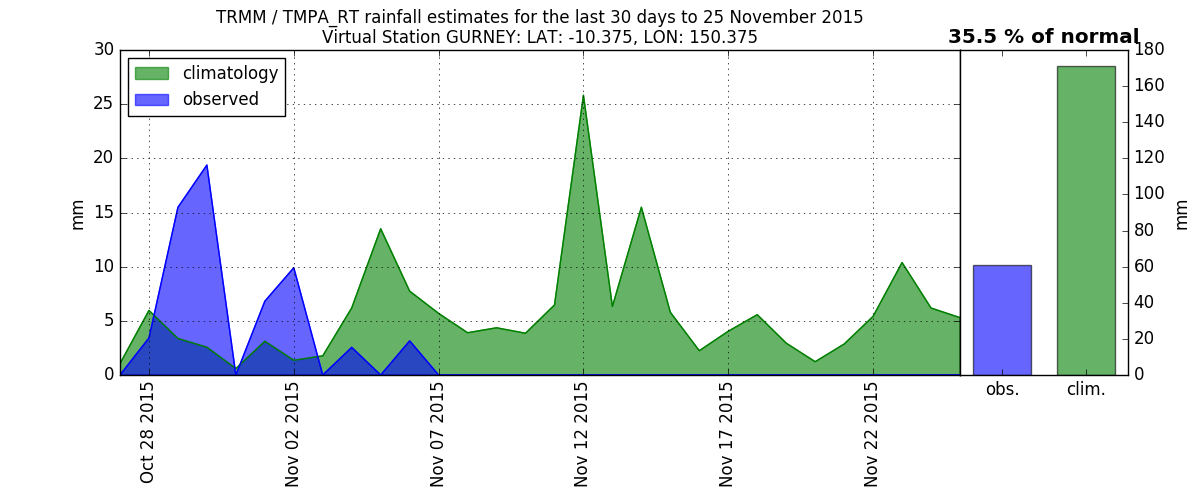 TRMM / TMPA_RT rainfall estimates for the last 30 days to 25 November 2015
Virtual Station GURNEY: LAT: -10.375, LON: 150.375
35.5 % of normal
climatology
observed
30
25
20
15
10
5
0
mm
Oct 28 2015
Nov 02 2015
Nov 07 2015
Nov 12 2015
Nov 17 2015
Nov 22 2015
180
160
140
120
100
80
60
40
20
0
mm
obs.
clim.